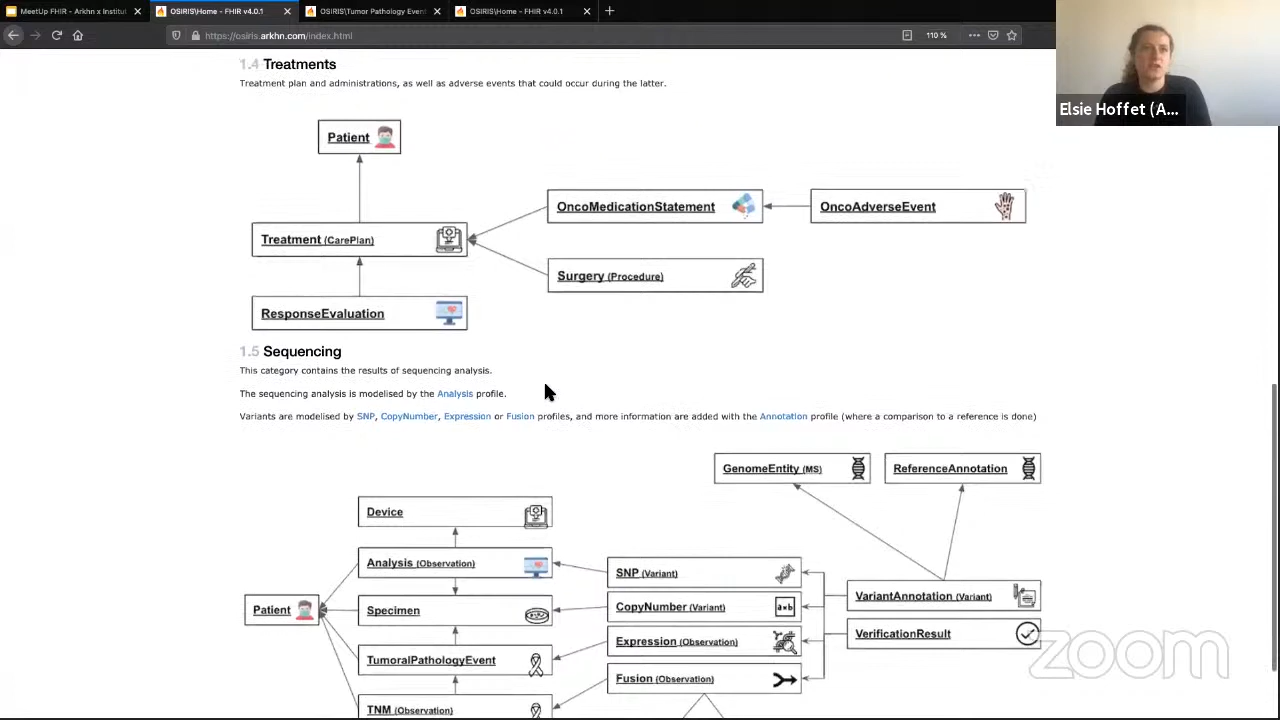 MeetUp FHIR - Arkhn x Institut
OSIRIS\Home - FHIR v4.0.1
OSIRIS\Tumor Pathology Event
OSIRIS\Home - FHIR v4.0.1
https://osiris.arkhn.com/index.html
110 %
Elsie Hoffet (A...
1.4 Treatments
Treatment plan and administrations, as well as adverse events that could occur during the latter.
Patient
OncoMedicationStatement
OncoAdverseEvent
Treatment (CarePlan)
Surgery (Procedure)
ResponseEvaluation
1.5 Sequencing
This category contains the results of sequencing analysis.
The sequencing analysis is modelised by the Analysis profile.
Variants are modelised by SNP, CopyNumber, Expression or Fusion profiles, and more information are added with the Annotation profile (where a comparison to a reference is done)
GenomeEntity (MS)
ReferenceAnnotation
Device
Analysis (Observation)
SNP (Variant)
VariantAnnotation (Variant)
Patient
Specimen
CopyNumber (Variant)
a×b
Expression (Observation)
VerificationResult
TumoralPathologyEvent
Fusion (Observation)
TNM (Observation)
zoom